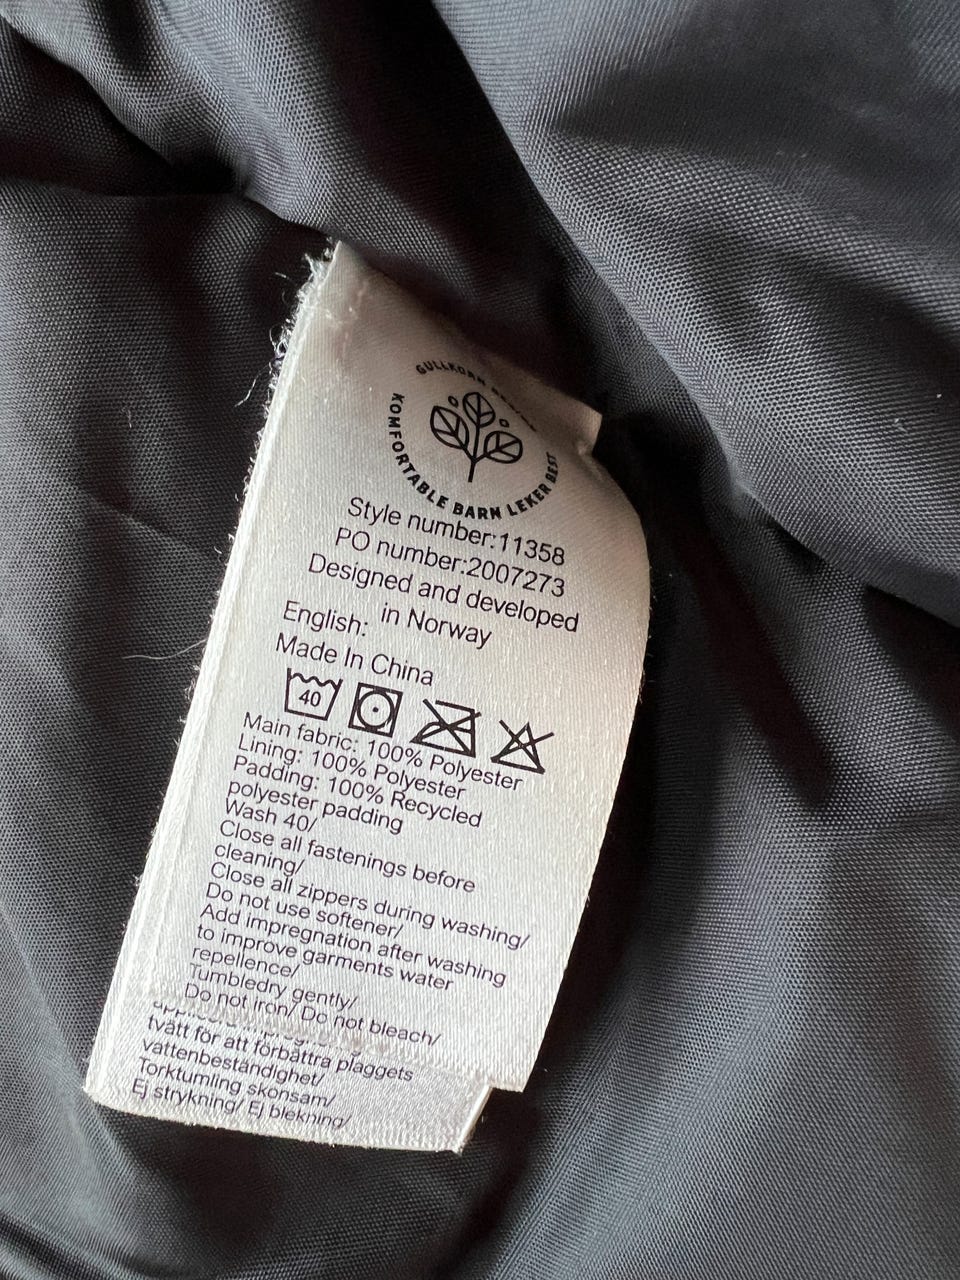 GULLKORN
KOMFORTABLE BARN LEKER BEST
Style number:11358
PO number:2007273
Designed and developed
in Norway
English:
Made In China
40
Main fabric: 100% Polyester
Lining: 100% Polyester
Padding: 100% Recycled
polyester padding
Wash 40/
Close all fastenings before
cleaning/
Close all zippers during washing/
Do not use softener/
Add impregnation after washing
to improve garments water
repellence/
Tumbledry gently/
Do not iron/ Do not bleach/
tvätt för att förbättra plaggets
vattenbeständighet/
Torktumling skonsam/
Ej strykning/ Ej blekning/